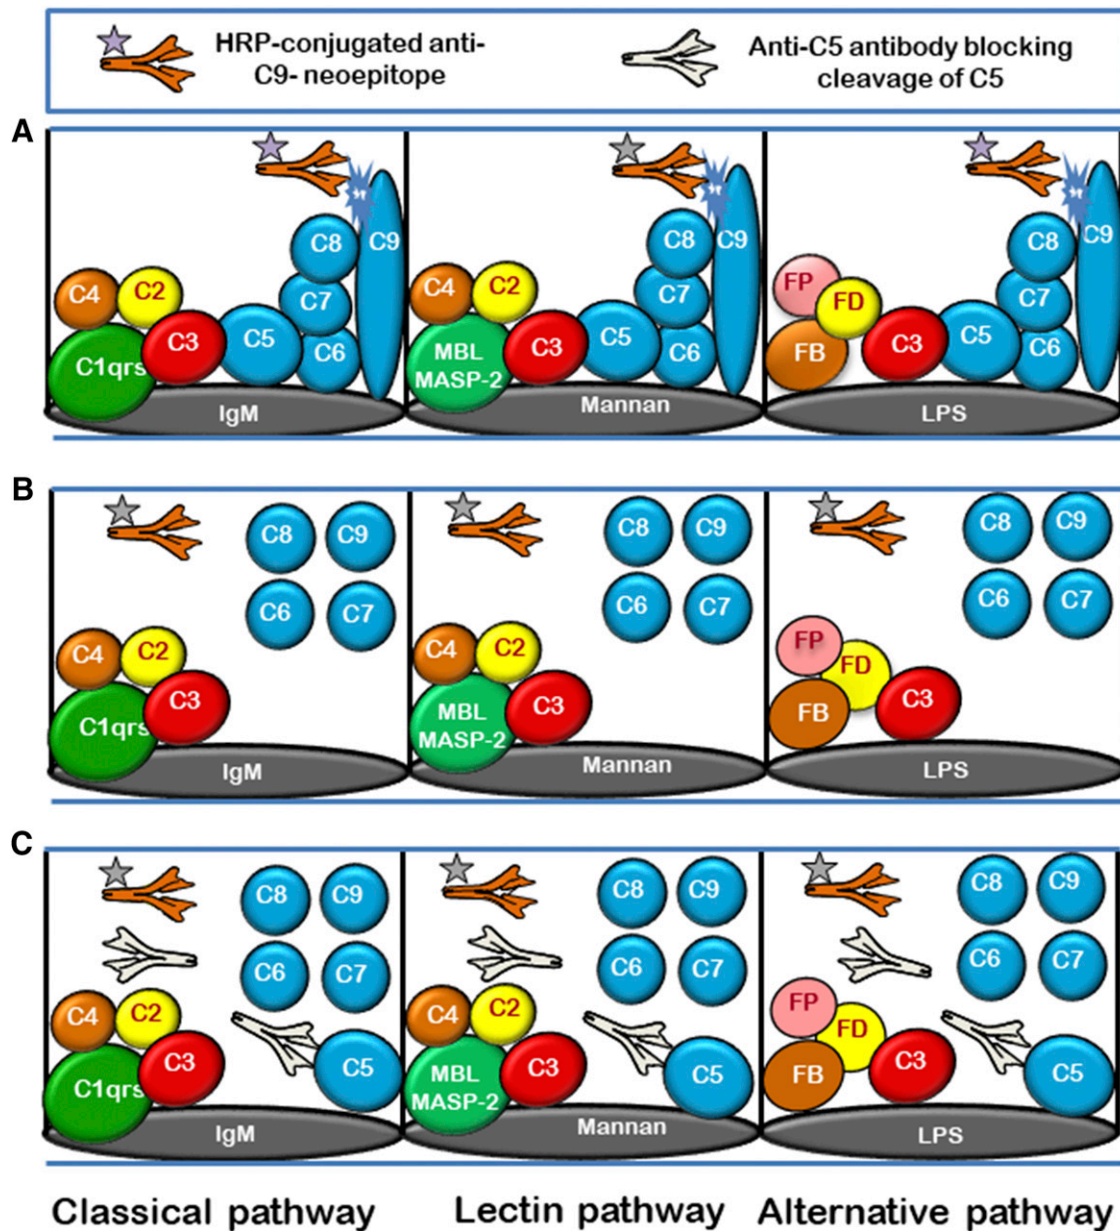 HRP-conjugated anti-
C9- neoepitope
Anti-C5 antibody blocking
cleavage of C5
A
C4
C2
C1qrs
C3
C5
C6
C7
C8
C9
IgM
C4
C2
MBL
MASP-2
C3
C5
C6
C7
C8
C9
Mannan
FP
FD
FB
C3
C5
C6
C7
C8
C9
LPS
B
C8
C9
C6
C7
C4
C2
C1qrs
C3
IgM
C8
C9
C6
C7
C4
C2
MBL
MASP-2
C3
Mannan
C8
C9
C6
C7
FP
FD
FB
C3
LPS
C
C8
C9
C6
C7
C4
C2
C1qrs
C3
C5
IgM
C8
C9
C6
C7
C4
C2
MBL
MASP-2
C3
C5
Mannan
C8
C9
C6
C7
FP
FD
FB
C3
C5
LPS
Classical pathway
Lectin pathway
Alternative pathway